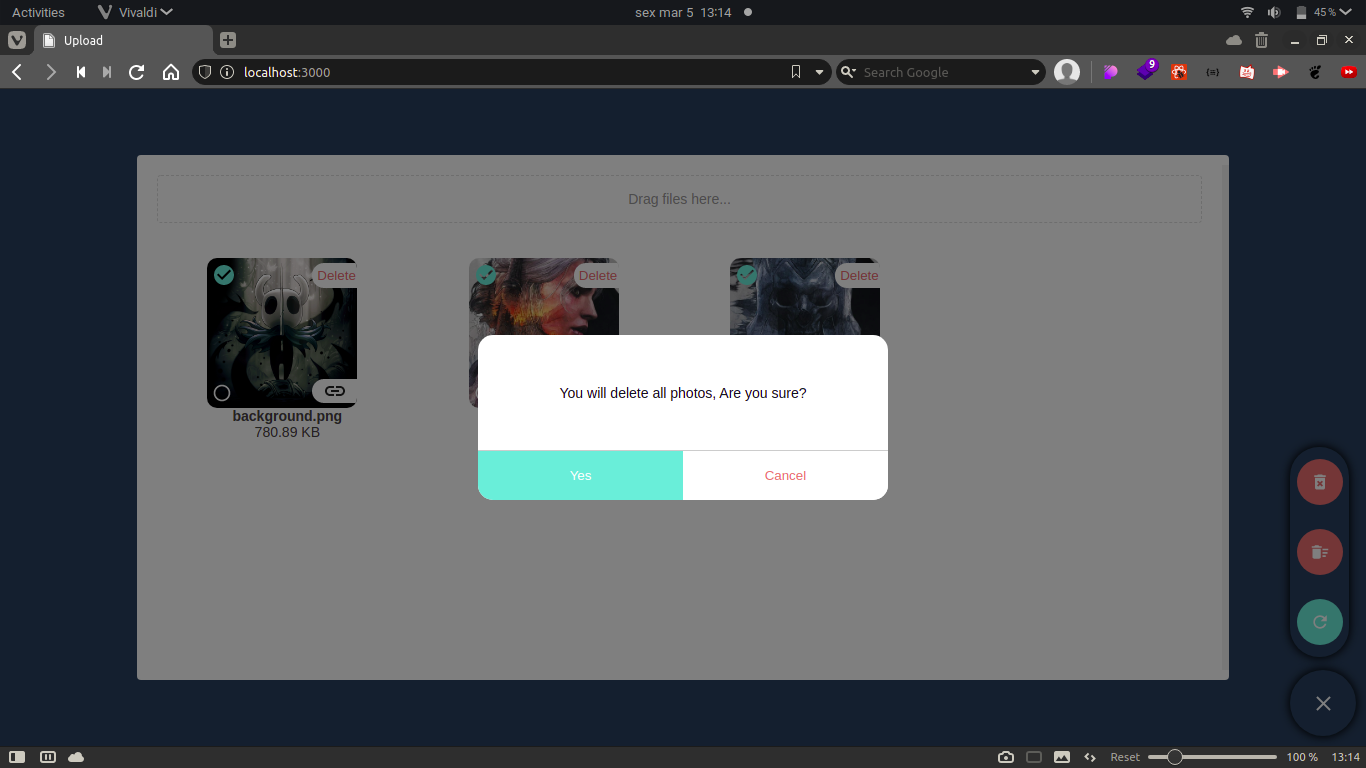 Activities
Vivaldi
sex mar 5 13:14
45 %
Upload
localhost:3000
Search Google
9
Drag files here...
Delete
Delete
Delete
background.png
780.89 KB
You will delete all photos, Are you sure?
Yes
Cancel
Reset
100 %
13:14